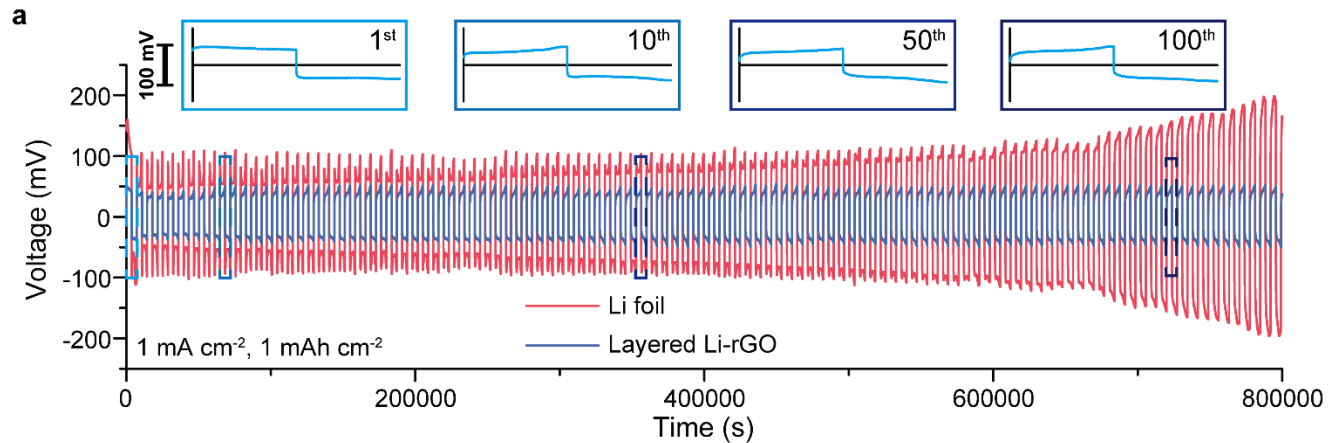 a
1st
10th
50th
100th
100 mV
Voltage (mV)
200
100
0
-100
-200
Li foil
Layered Li-rGO
1 mA cm-2, 1 mAh cm-2
0
200000
400000
600000
800000
Time (s)